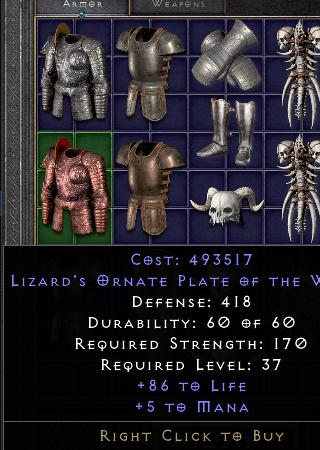 Armor Weapons
Cost: 493517
Lizard's Ornate Plate of the
Defense: 418
Durability: 60 of 60
Required Strength: 170
Required Level: 37
+86 to Life
+5 to Mana
Right Click to Buy